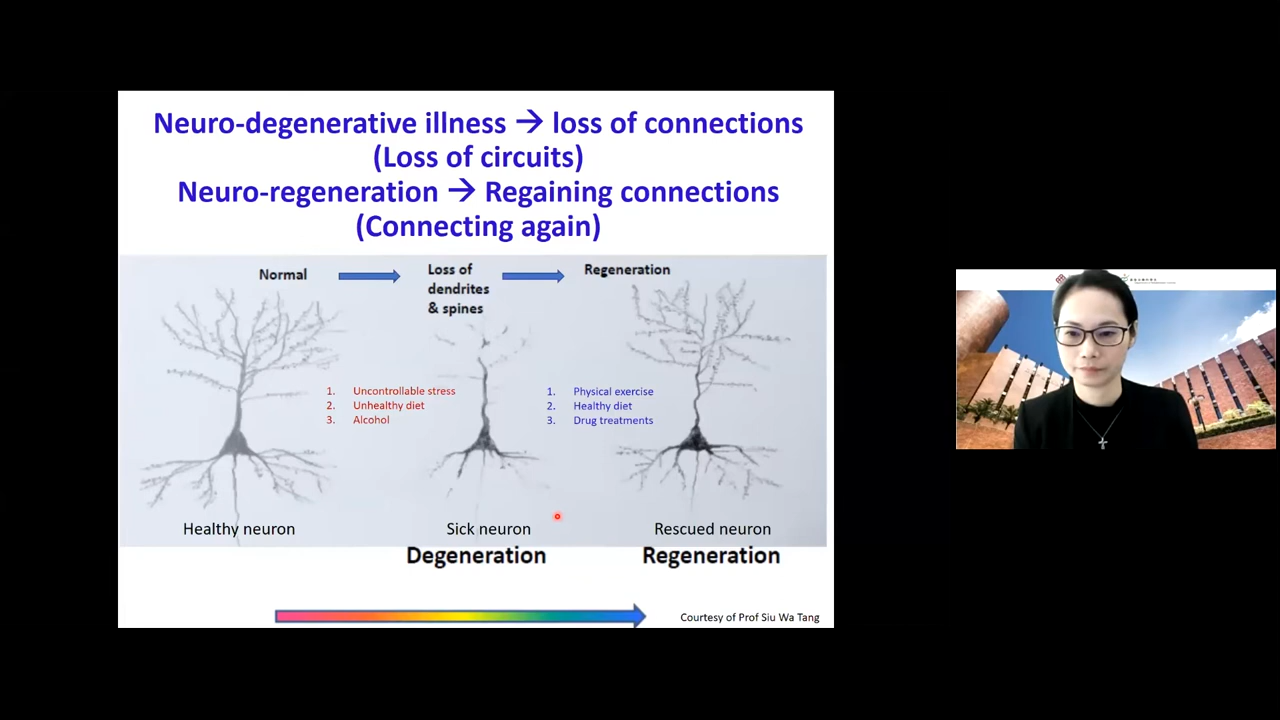 Neuro-degenerative illness → loss of connections
(Loss of circuits)
Neuro-regeneration → Regaining connections
(Connecting again)
Normal
Loss of
dendrites
& spines
Regeneration
1. Uncontrollable stress
2. Unhealthy diet
3. Alcohol
1. Physical exercise
2. Healthy diet
3. Drug treatments
Healthy neuron
Sick neuron
Rescued neuron
Degeneration
Regeneration
Courtesy of Prof Siu Wa Tang